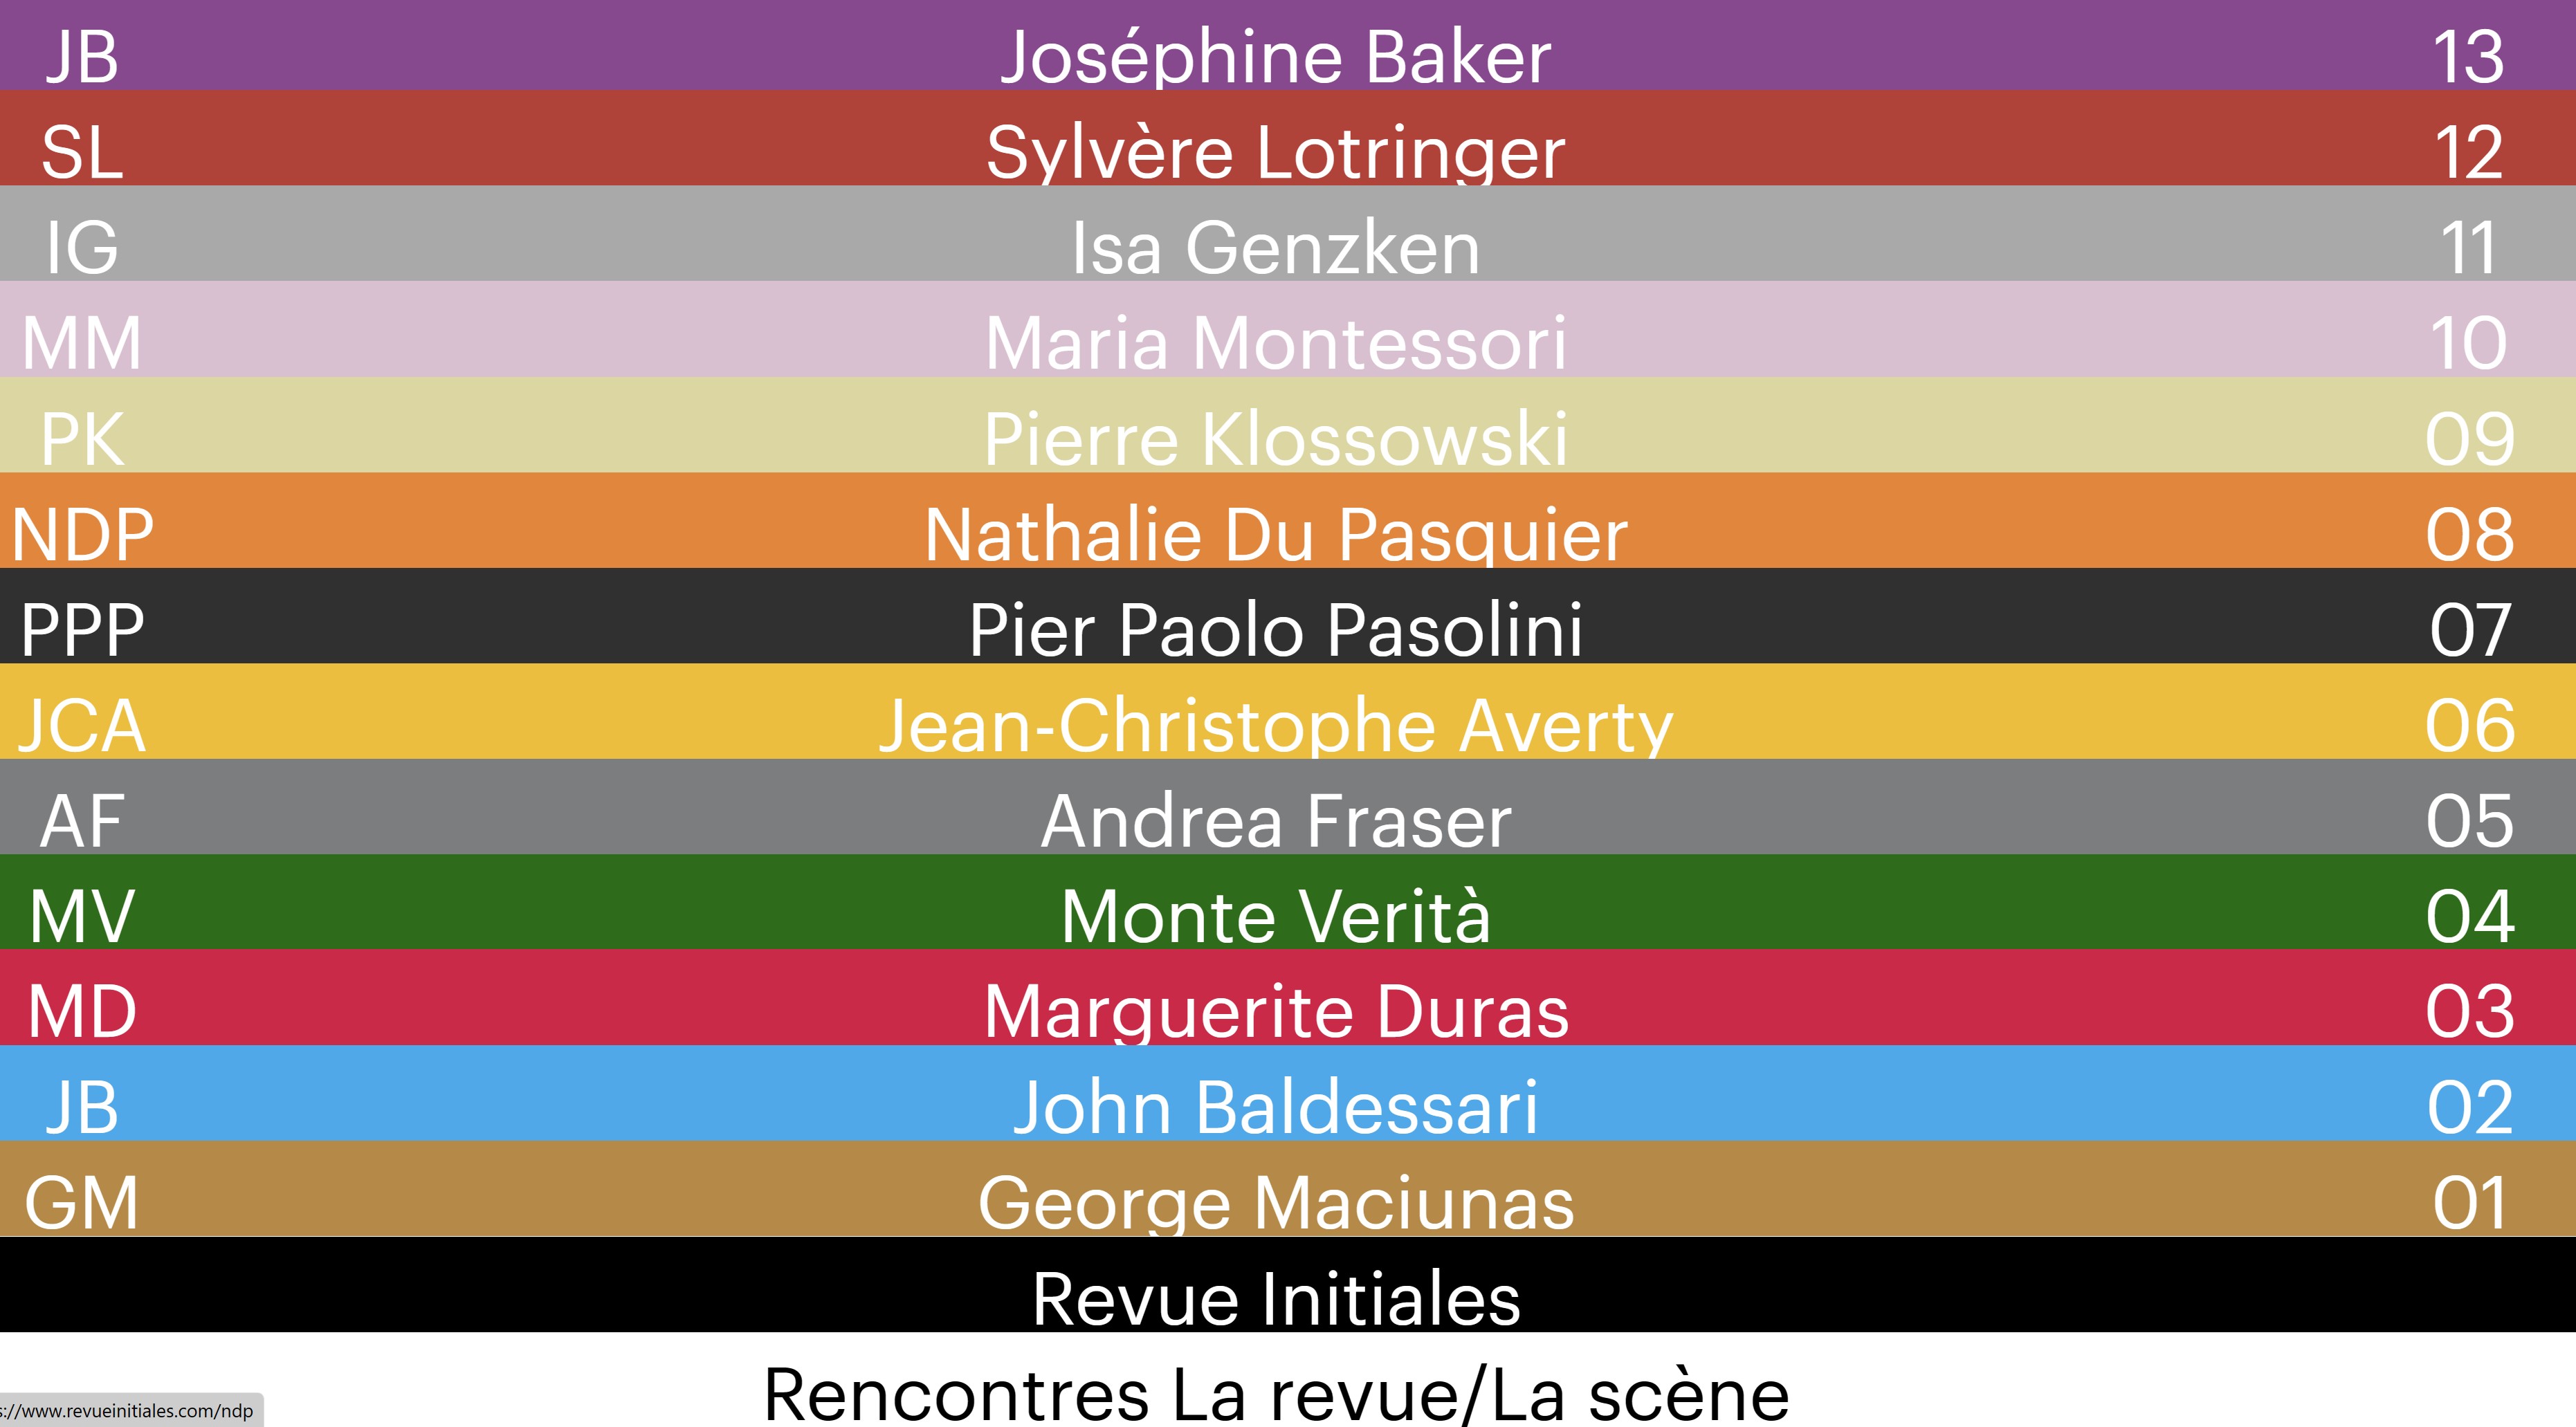 JB Joséphine Baker 13
SL Sylvère Lotringer 12
IG Isa Genzken 11
MM Maria Montessori 10
PK Pierre Klossowski 09
NDP Nathalie Du Pasquier 08
PPP Pier Paolo Pasolini 07
JCA Jean-Christophe Averty 06
AF Andrea Fraser 05
MV Monte Verità 04
MD Marguerite Duras 03
JB John Baldessari 02
GM George Maciunas 01
Revue Initiales
Rencontres La revue/La scène
s://www.revueinitiales.com/ndp